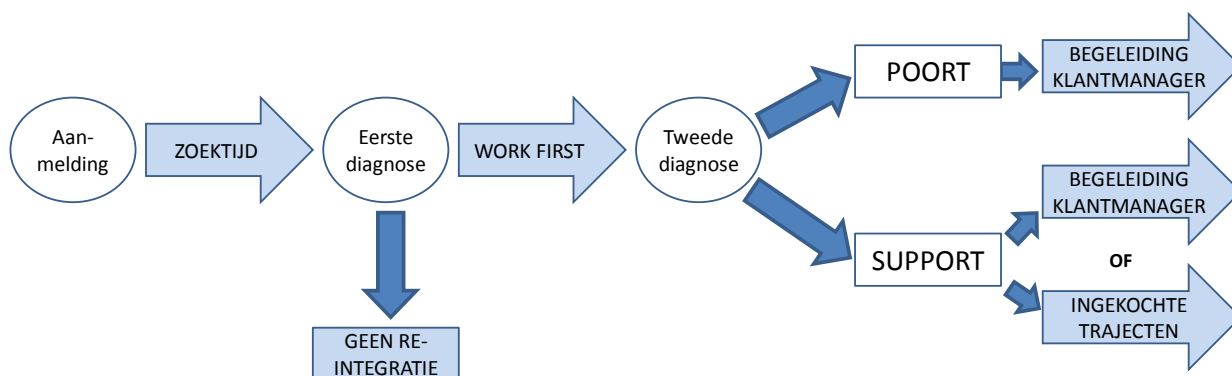 Aan-
melding
ZOEKTIJD
Eerste
diagnose
WORK FIRST
Tweede
diagnose
POORT
BEGELEIDING
KLANTMANAGER
SUPPORT
BEGELEIDING
KLANTMANAGER
OF
INGEKOCHTE
TRAJECTEN
GEEN RE-
INTEGRATIE